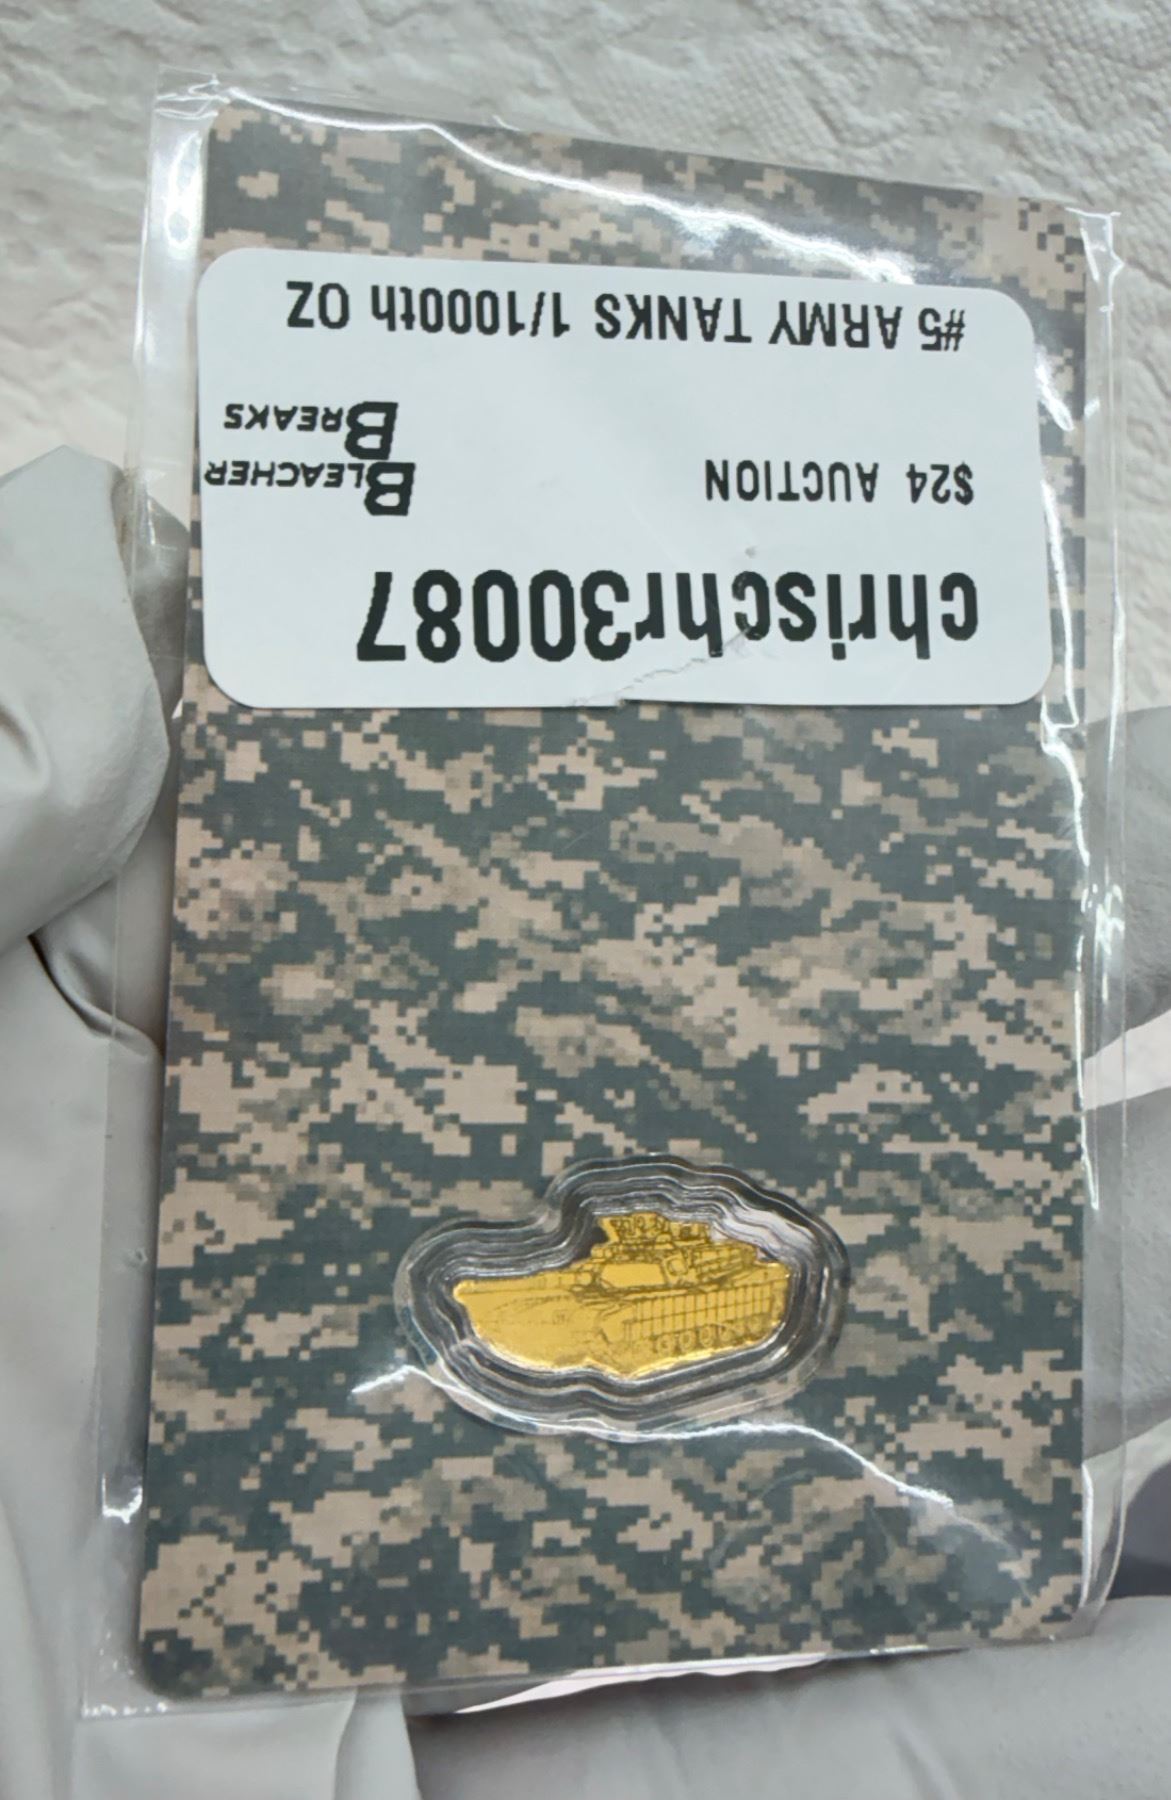 chrischr30087
$24 AUCTION
BLEACHER
BREAKS
#5 ARMY TANKS 1/1000th OZ